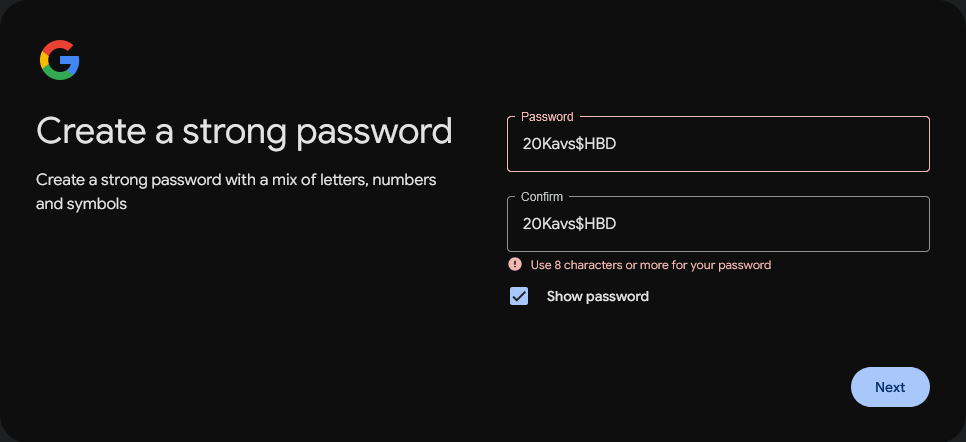 Create a strong password
Create a strong password with a mix of letters, numbers
and symbols
Password
20Kavs$HBD
Confirm
20Kavs$HBD
Use 8 characters or more for your password
Show password
Next